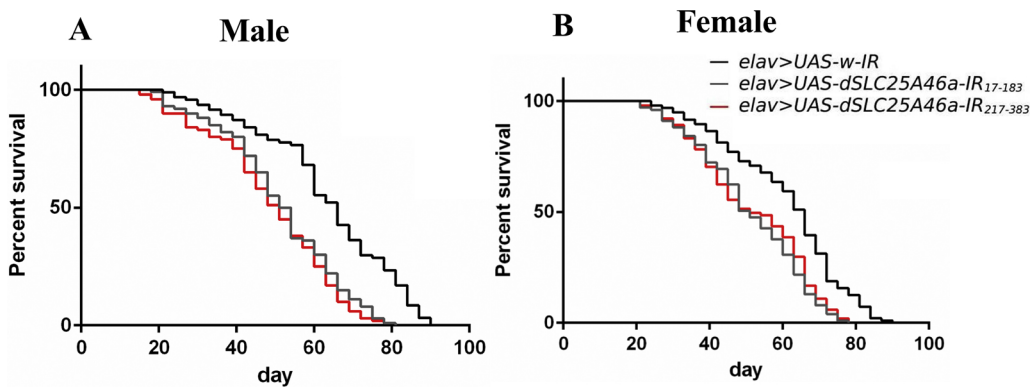 A Male
B Female
elav>UAS-w-IR
elav>UAS-dSLC25A46a-IR17-183
elav>UAS-dSLC25A46a-IR217-383
Percent survival
100
50
0
0 20 40 60 80 100
day
Percent survival
100
50
0
0 20 40 60 80 100
day